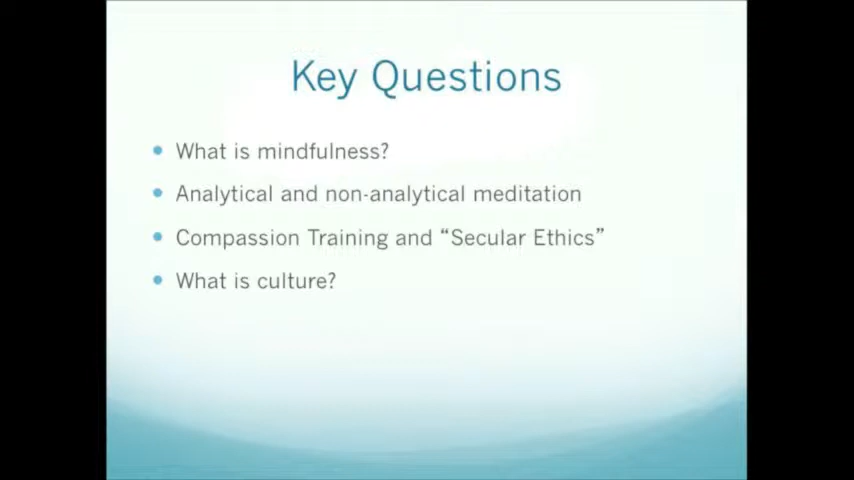 Key Questions
What is mindfulness?
Analytical and non-analytical meditation
Compassion Training and “Secular Ethics”
What is culture?